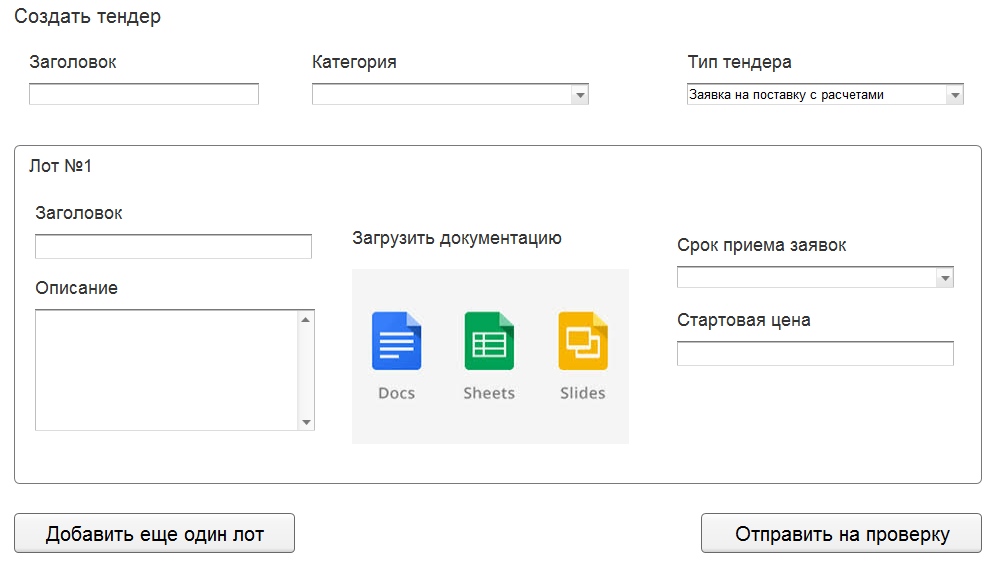 Создать тендер
Заголовок
Категория
Тип тендера
Заявка на поставку с расчетами
Лот №1
Заголовок
Загрузить документацию
Срок приема заявок
Описание
Стартовая цена
Docs
Sheets
Slides
Добавить еще один лот
Отправить на проверку